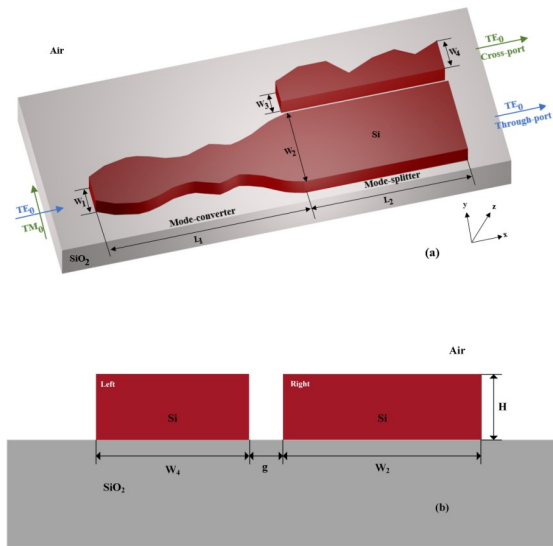 Air
W4
TE0
Cross-port
W3
TE0
Through-port
W2
Si
W1
TE0
TM0
Mode-splitter
L2
Mode-converter
L1
SiO2
y
z
x
(a)
Air
Left
Right
Si
Si
H
W4
g
W2
SiO2
(b)